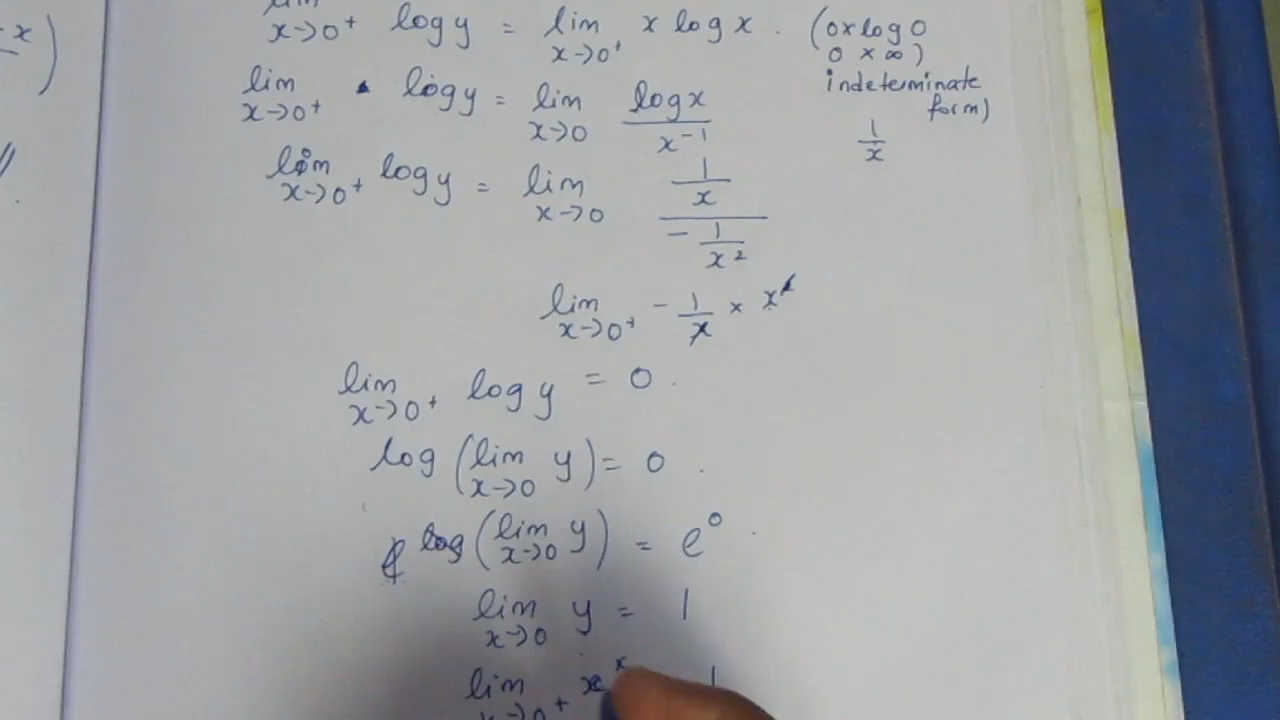 x)
lim x→0⁺ log y = lim x→0⁺ x log x . (0 x log 0
0 × ∞)
indeterminate
form)
lim x→0⁺ log y = lim x→0 log x / x⁻¹
1/x
lim x→0⁺ log y = lim x→0 (1/x) / (-1/x²)
lim x→0⁺ - 1/x × x²
lim x→0⁺ log y = 0 .
log (lim x→0 y) = 0 .
e log (lim x→0 y) = e⁰ .
lim x→0 y = 1
lim x→0⁺ xˣ 1